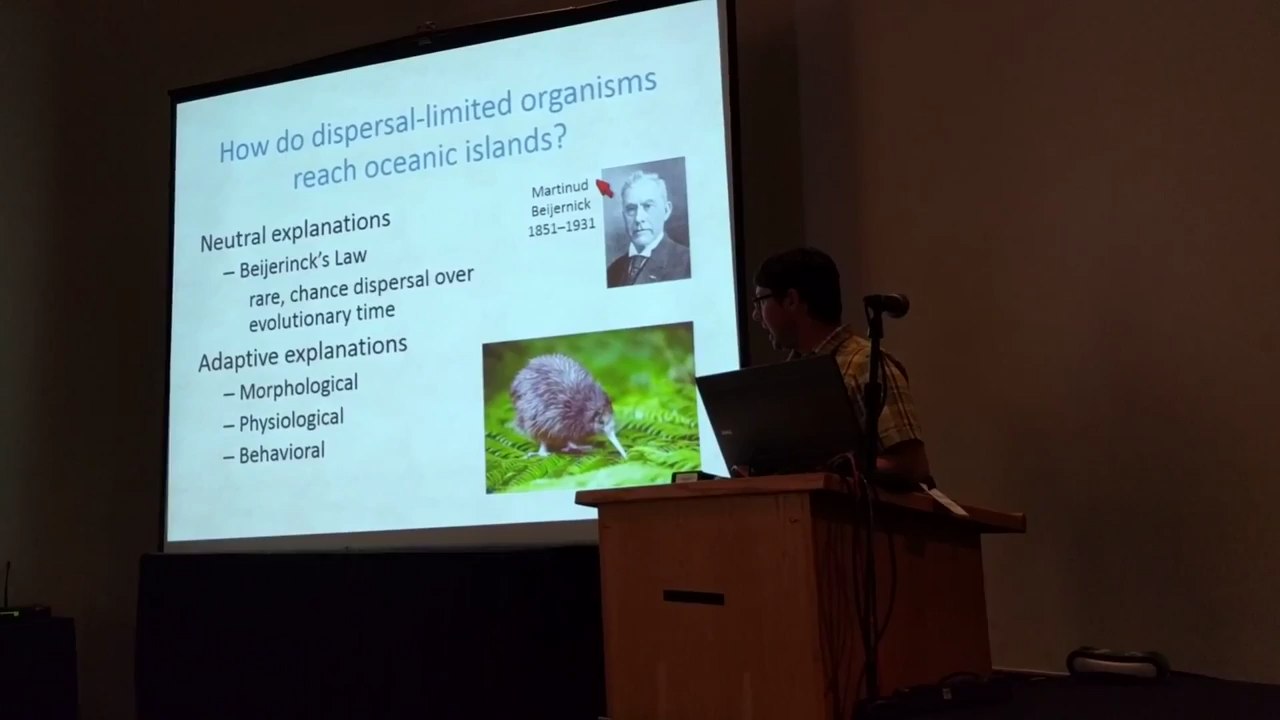 How do dispersal-limited organisms
reach oceanic islands?
Martinud
Beijernick
1851–1931
Neutral explanations
– Beijerinck's Law
rare, chance dispersal over
evolutionary time
Adaptive explanations
– Morphological
– Physiological
– Behavioral